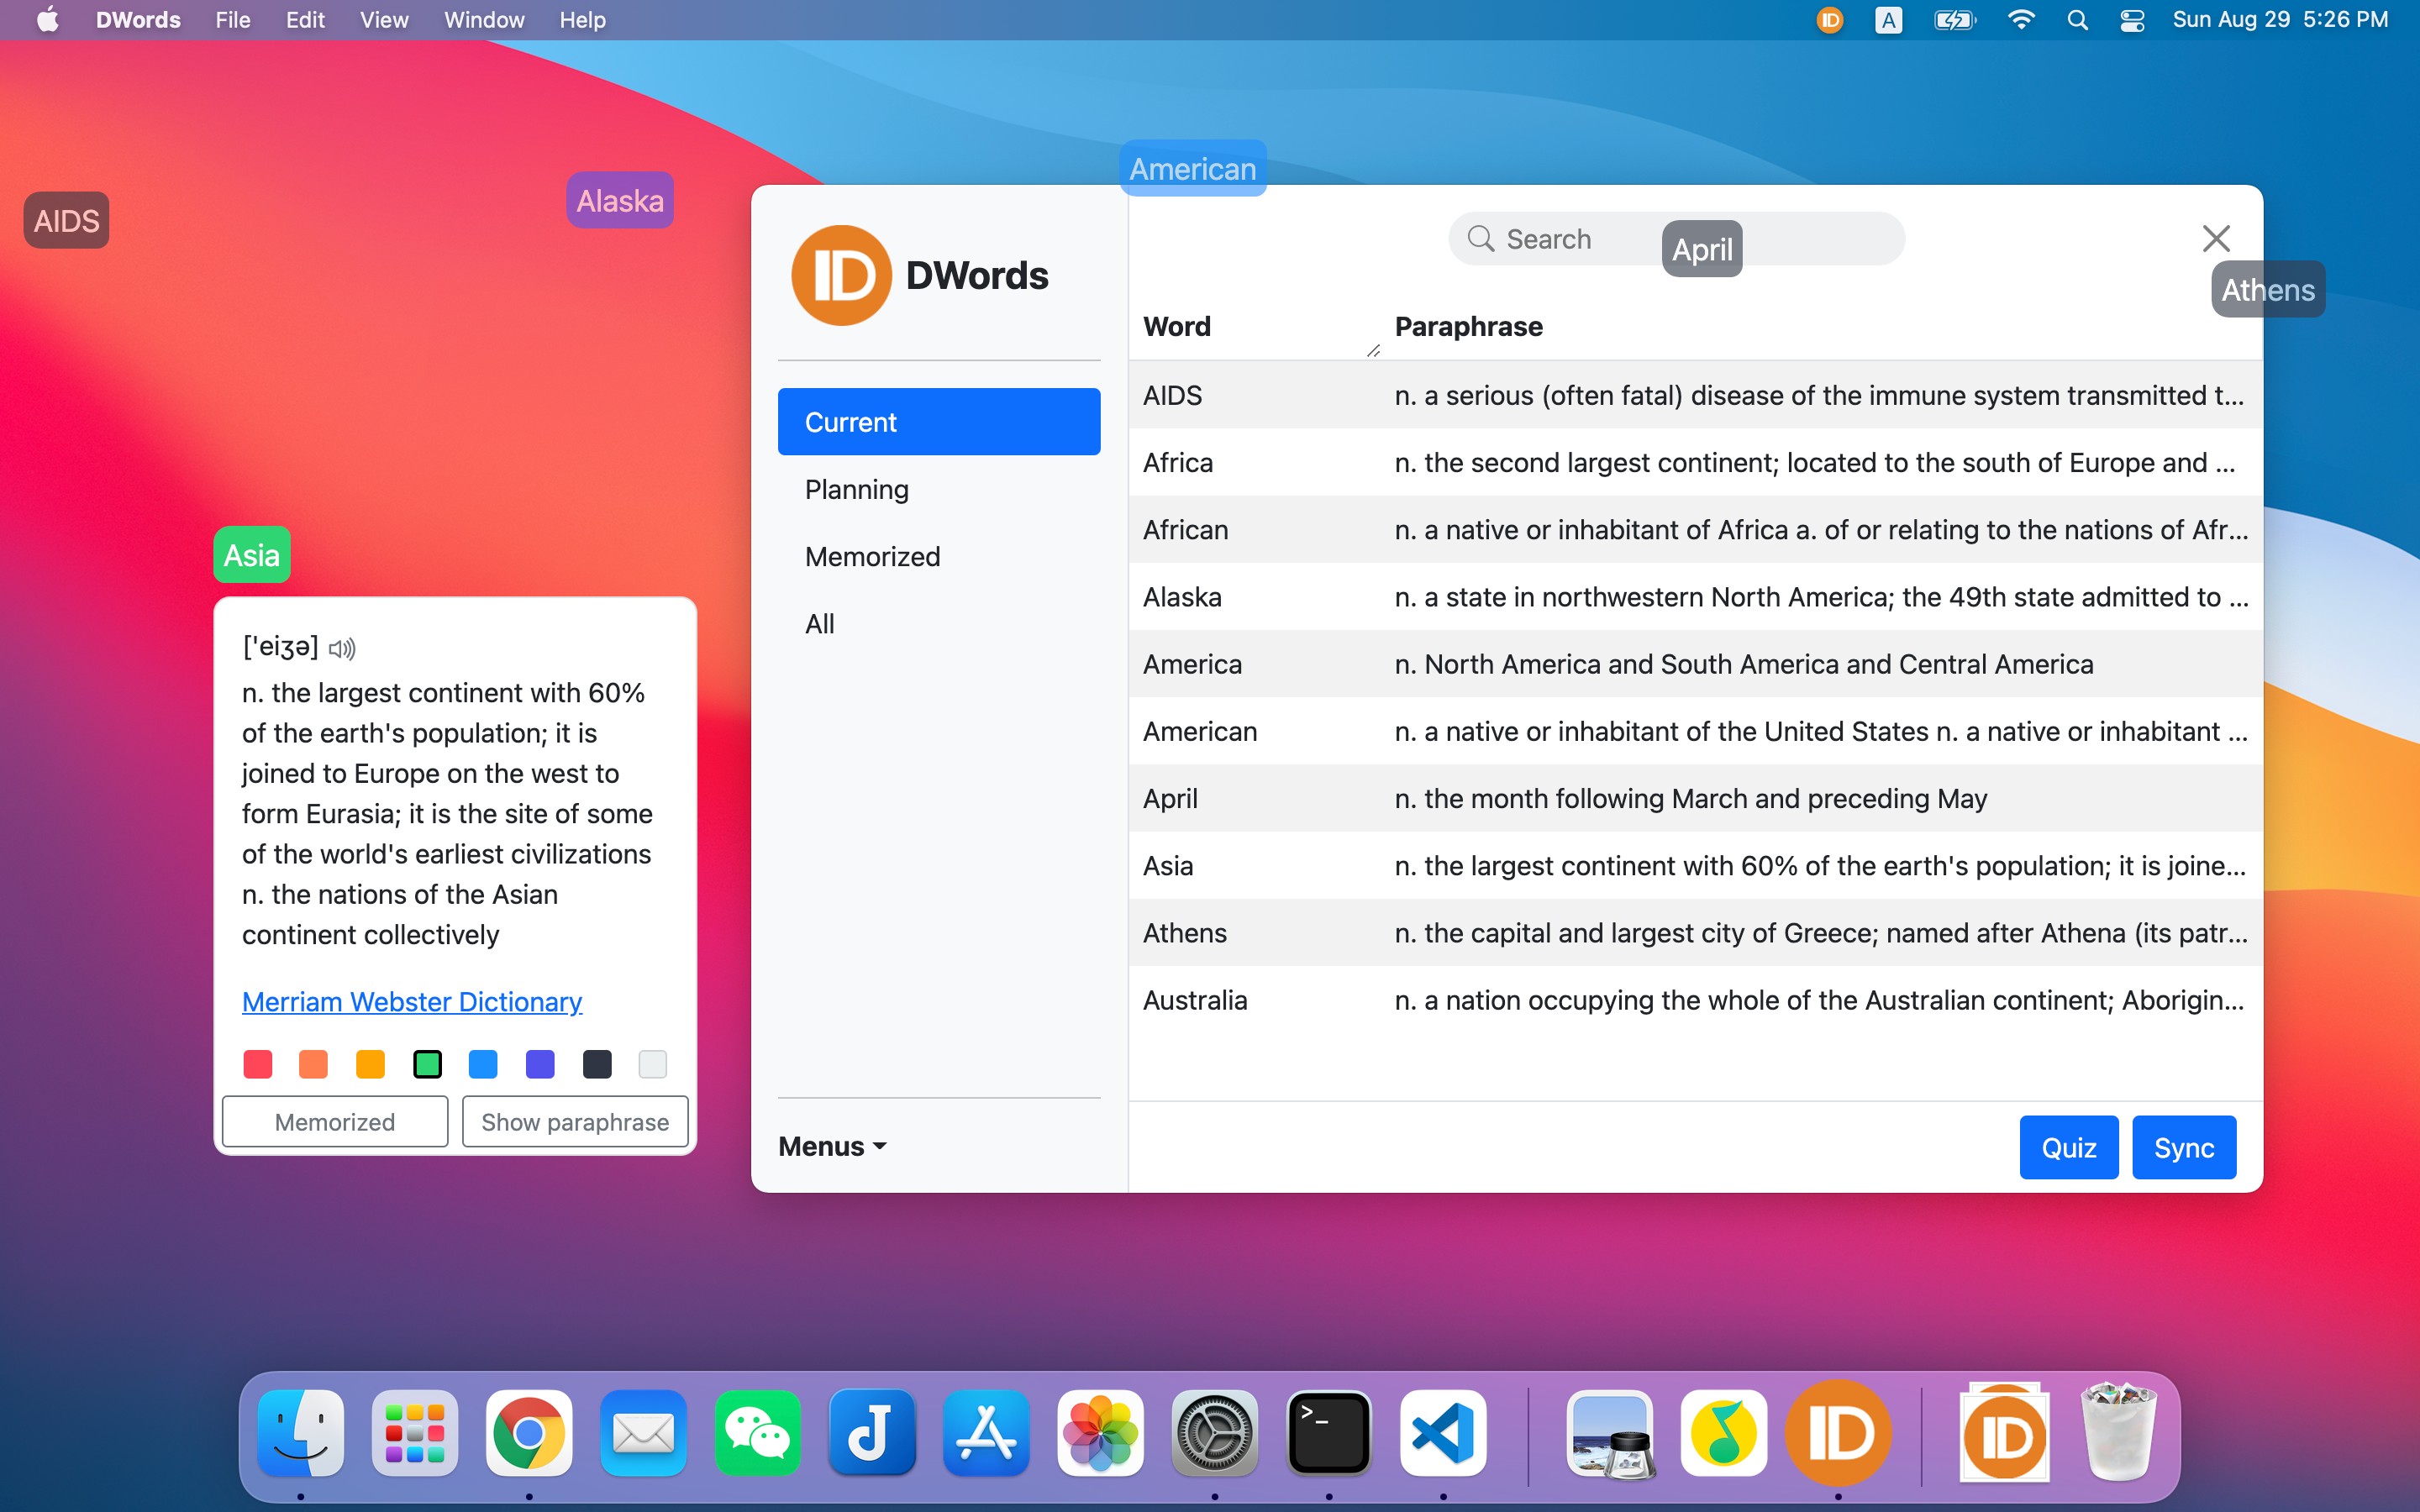 DWords File Edit View Window Help
A Sun Aug 29 5:26 PM
AIDS
Alaska
American
April
Athens
Asia
['eiʒə]
n. the largest continent with 60%
of the earth's population; it is
joined to Europe on the west to
form Eurasia; it is the site of some
of the world's earliest civilizations
n. the nations of the Asian
continent collectively
Merriam Webster Dictionary
Memorized Show paraphrase
DWords
Current
Planning
Memorized
All
Menus
Search
Word Paraphrase
AIDS n. a serious (often fatal) disease of the immune system transmitted t...
Africa n. the second largest continent; located to the south of Europe and ...
African n. a native or inhabitant of Africa a. of or relating to the nations of Afr...
Alaska n. a state in northwestern North America; the 49th state admitted to ...
America n. North America and South America and Central America
American n. a native or inhabitant of the United States n. a native or inhabitant ...
April n. the month following March and preceding May
Asia n. the largest continent with 60% of the earth's population; it is joine...
Athens n. the capital and largest city of Greece; named after Athena (its patr...
Australia n. a nation occupying the whole of the Australian continent; Aborigin...
Quiz Sync